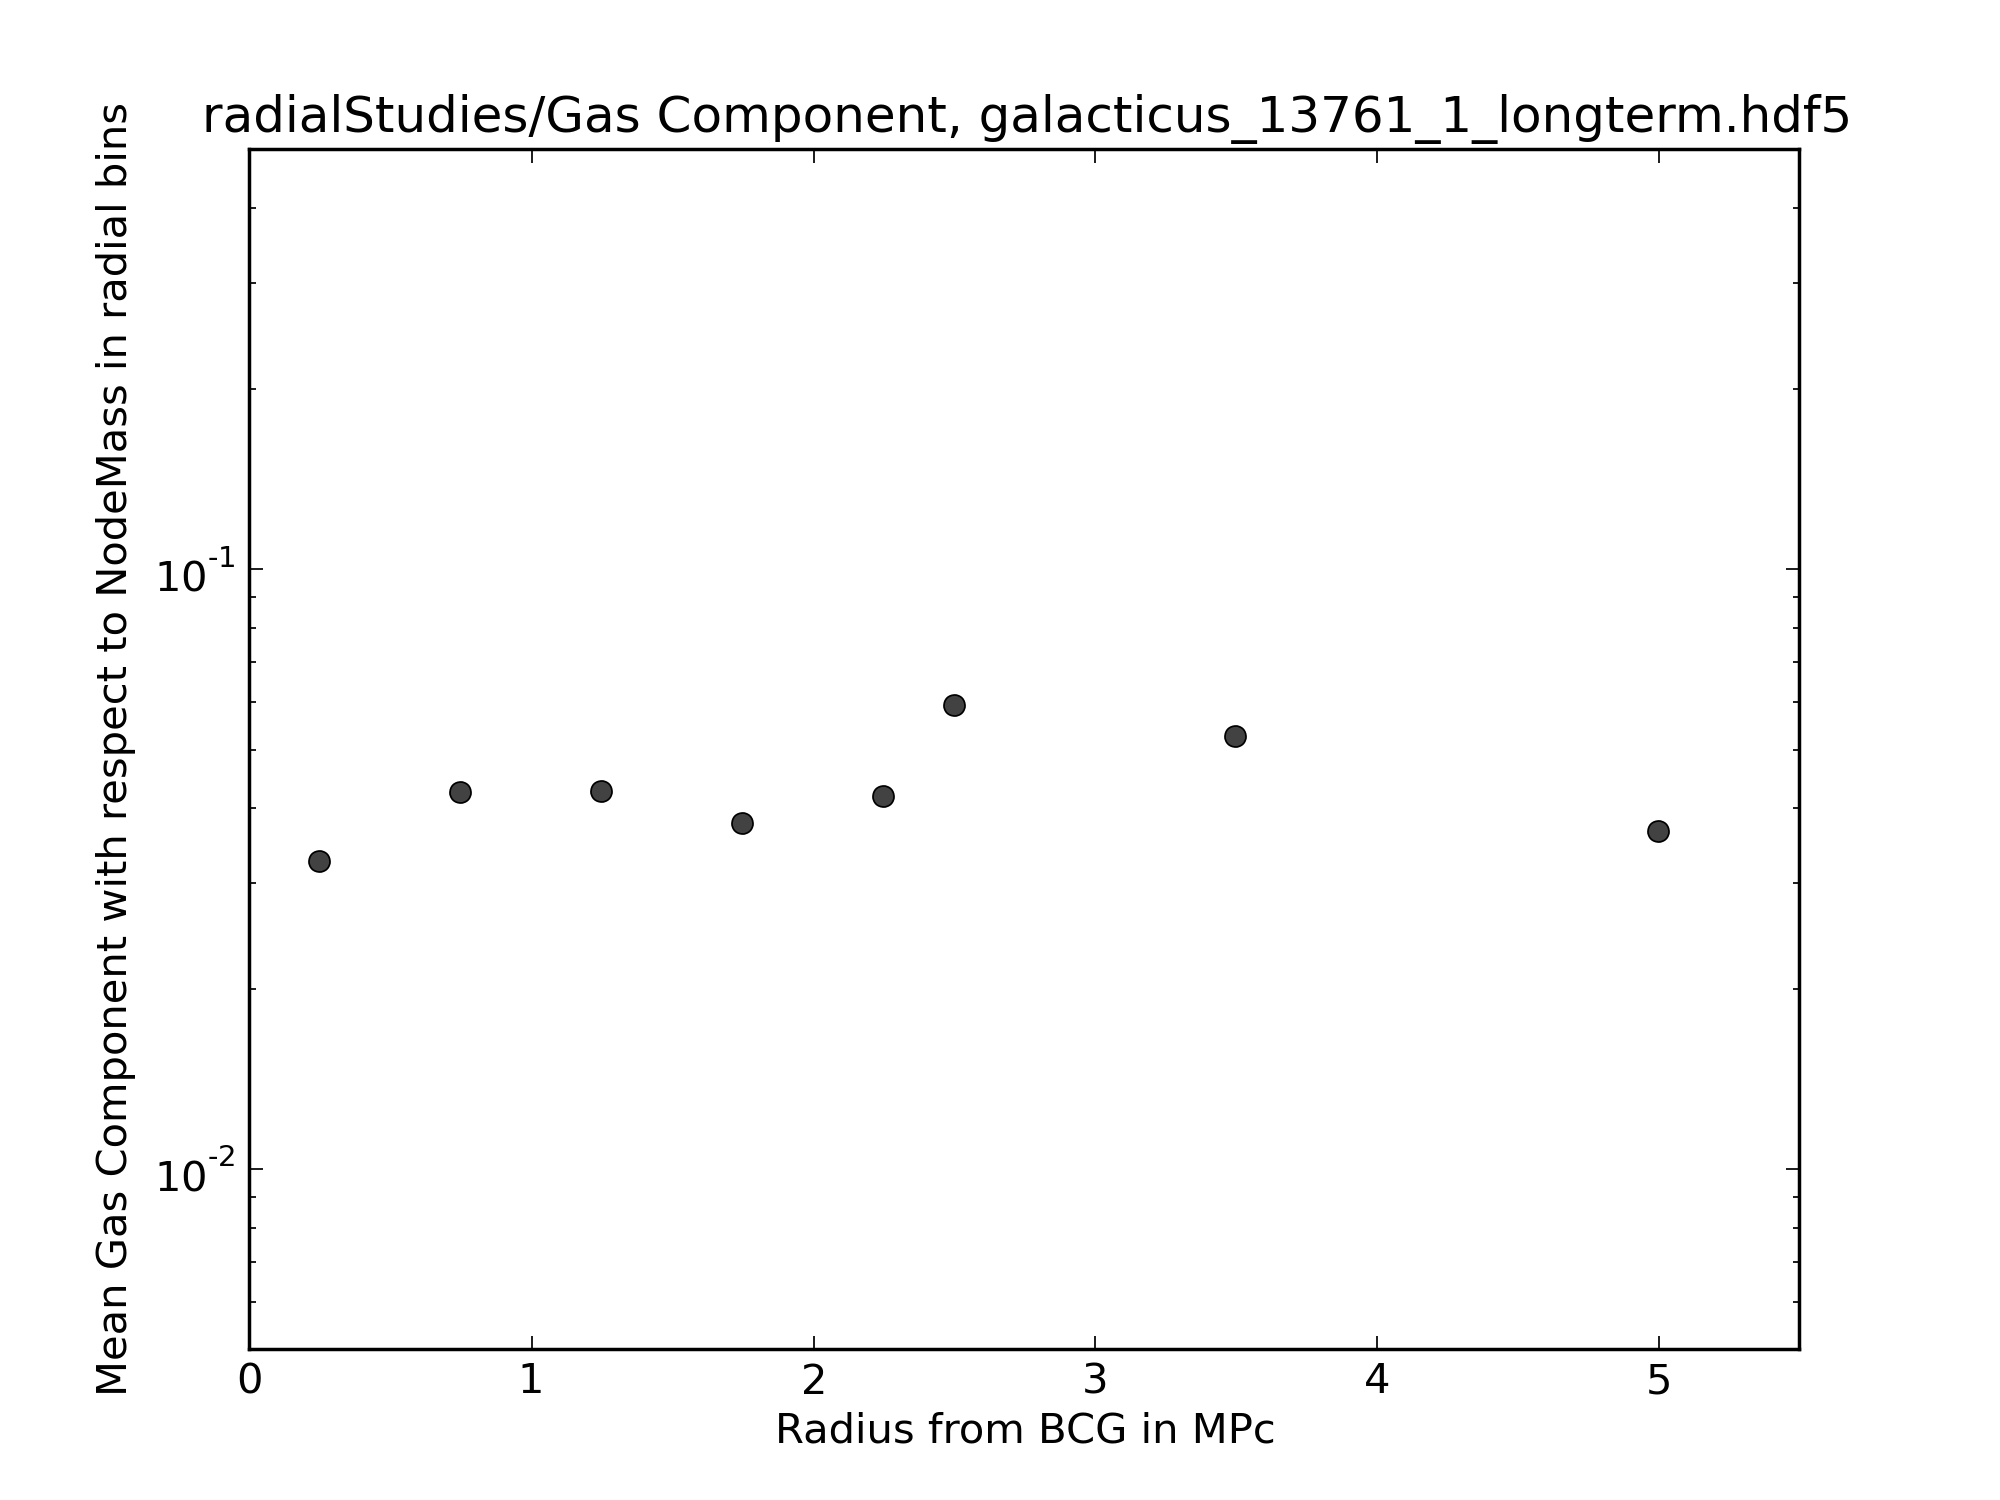 radialStudies/Gas Component, galacticus_13761_1_longterm.hdf5
Mean Gas Component with respect to NodeMass in radial bins
10^-1
10^-2
0 1 2 3 4 5
Radius from BCG in MPc